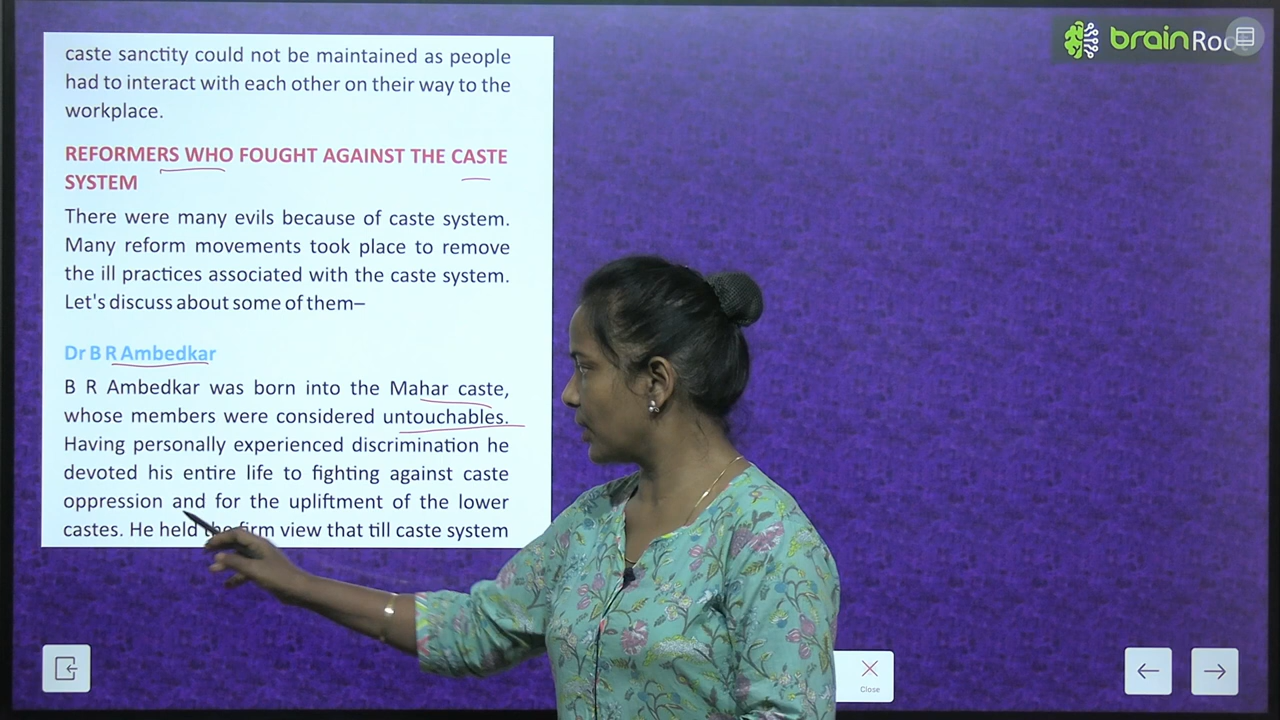 caste sanctity could not be maintained as people
had to interact with each other on their way to the
workplace.
REFORMERS WHO FOUGHT AGAINST THE CASTE
SYSTEM
There were many evils because of caste system.
Many reform movements took place to remove
the ill practices associated with the caste system.
Let's discuss about some of them–
Dr B R Ambedkar
B R Ambedkar was born into the Mahar caste,
whose members were considered untouchables.
Having personally experienced discrimination he
devoted his entire life to fighting against caste
oppression and for the upliftment of the lower
castes. He held the firm view that till caste system
brainRoot
Close